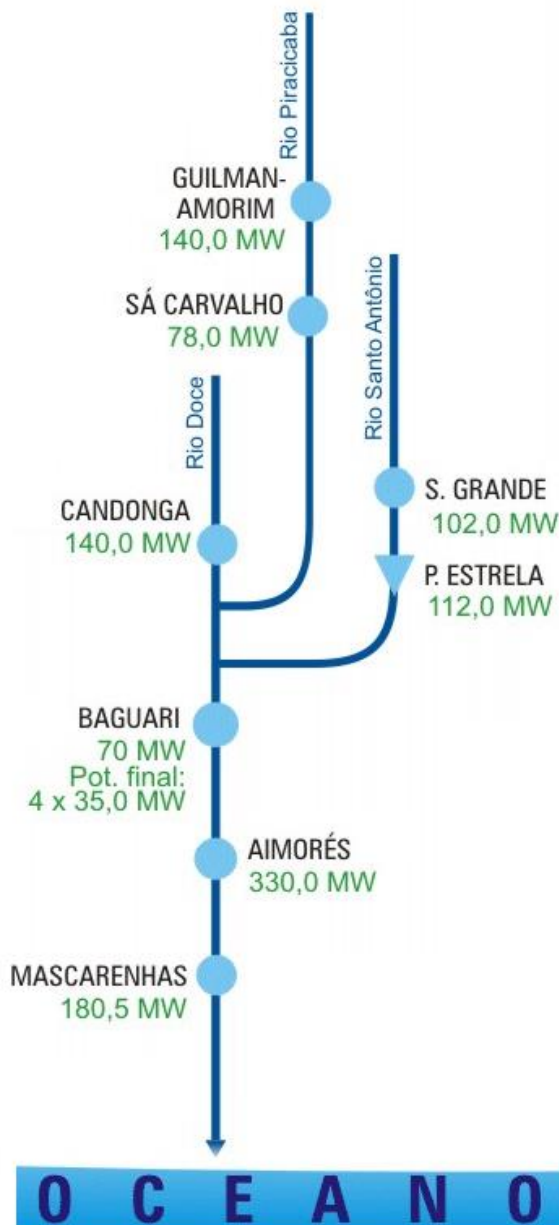 Rio Piracicaba
GUILMAN-
AMORIM
140,0 MW
SÁ CARVALHO
78,0 MW
Rio Santo Antônio
Rio Doce
CANDONGA
140,0 MW
S. GRANDE
102,0 MW
P. ESTRELA
112,0 MW
BAGUARI
70 MW
Pot. final:
4 x 35,0 MW
AIMORÉS
330,0 MW
MASCARENHAS
180,5 MW
OCEANO